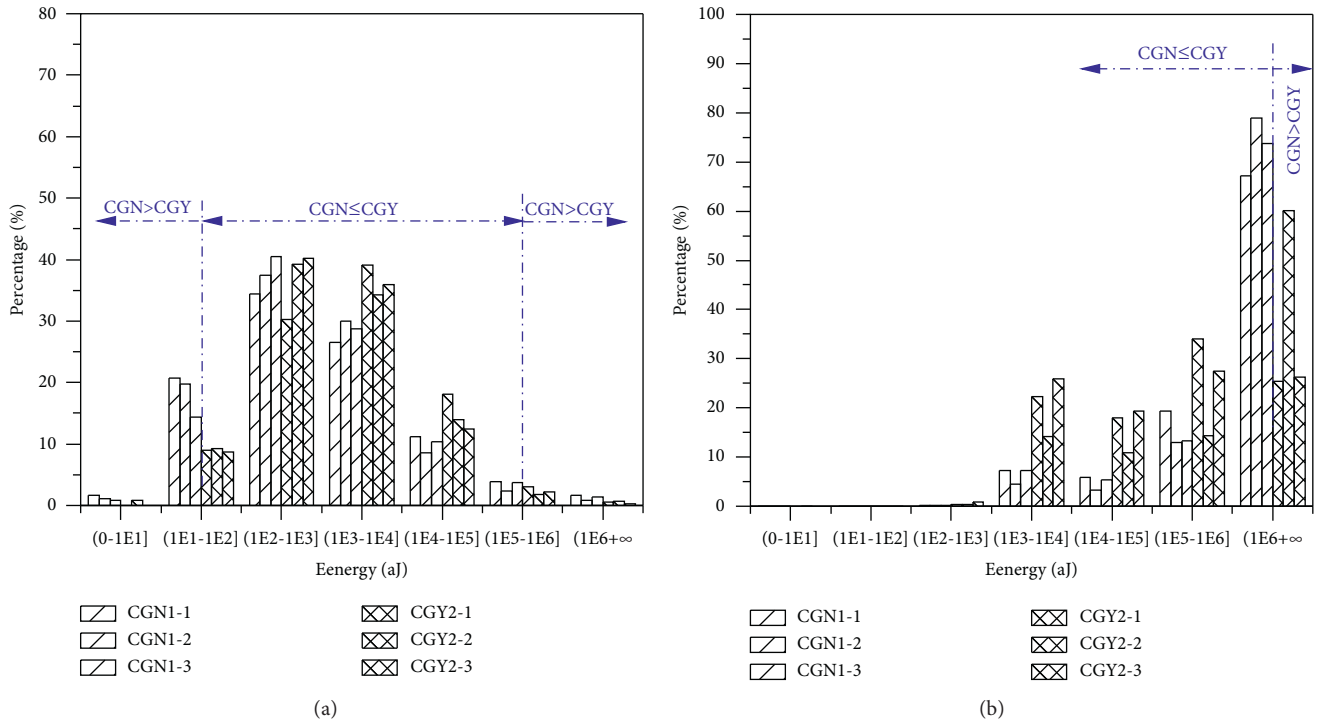 80
70
60
50
40
30
20
10
0
Percentage (%)
CGN>CGY
CGN≤CGY
CGN>CGY
(0-1E1]
(1E1-1E2]
(1E2-1E3]
(1E3-1E4]
(1E4-1E5]
(1E5-1E6]
(1E6+∞
Eenergy (aJ)
CGN1-1
CGN1-2
CGN1-3
CGY2-1
CGY2-2
CGY2-3
(a)
100
90
80
70
60
50
40
30
20
10
0
Percentage (%)
CGN≤CGY
CGN>CGY
(0-1E1]
(1E1-1E2]
(1E2-1E3]
(1E3-1E4]
(1E4-1E5]
(1E5-1E6]
(1E6+∞
Eenergy (aJ)
CGN1-1
CGN1-2
CGN1-3
CGY2-1
CGY2-2
CGY2-3
(b)